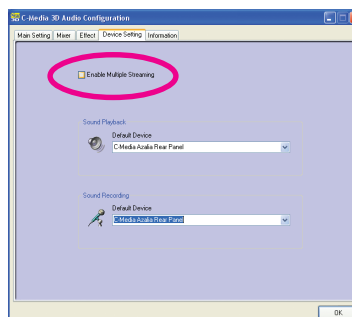 C-Media 3D Audio Configuration
Main Setting Mixer Effect Device Setting Information
Enable Multiple Streaming
Sound Playback
Default Device
C-Media Azalia Rear Panel
Sound Recording
Default Device
C-Media Azalia Rear Panel
OK